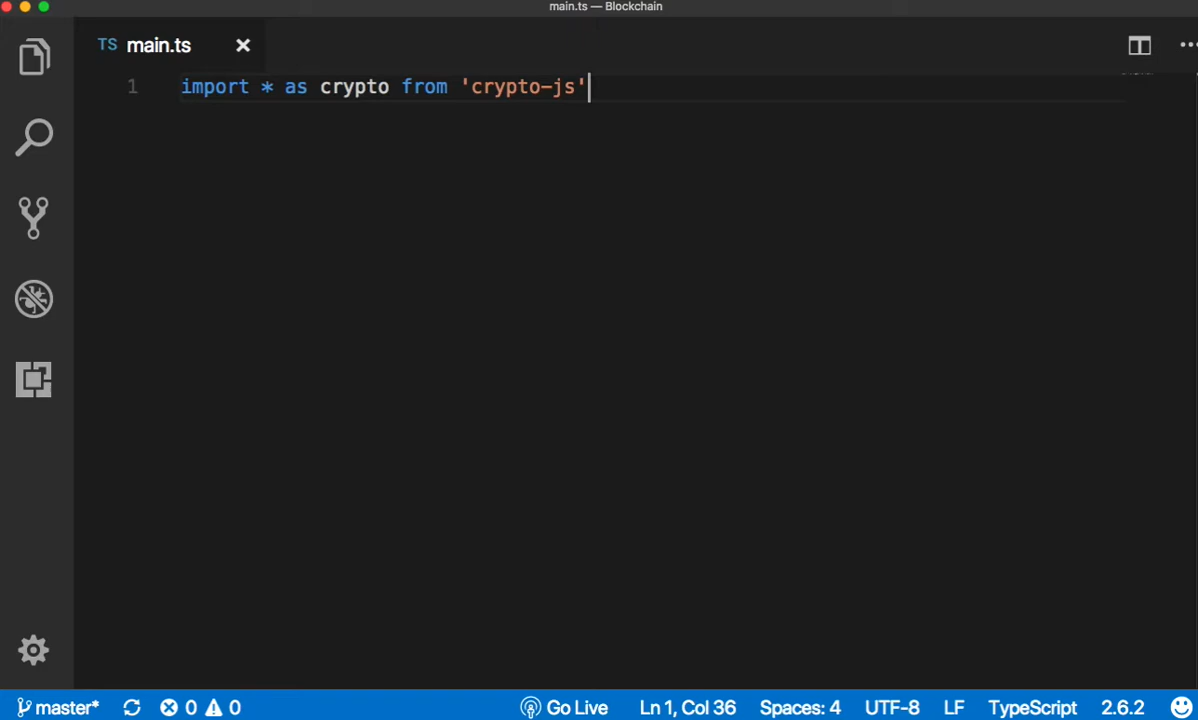 main.ts — Blockchain
TS main.ts
1 import * as crypto from 'crypto-js'
master* 0 0 Go Live Ln 1, Col 36 Spaces: 4 UTF-8 LF TypeScript 2.6.2